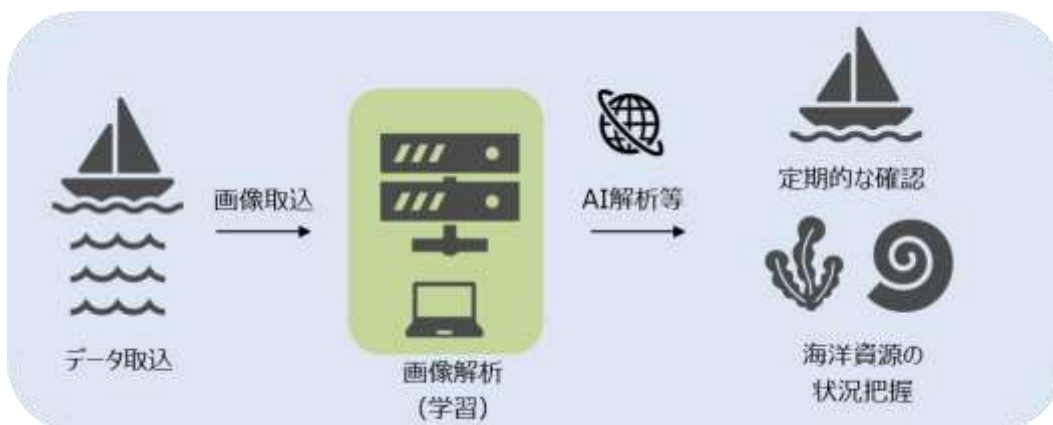 データ取込
画像取込
画像解析
(学習)
AI解析等
定期的な確認
海洋資源の
状況把握